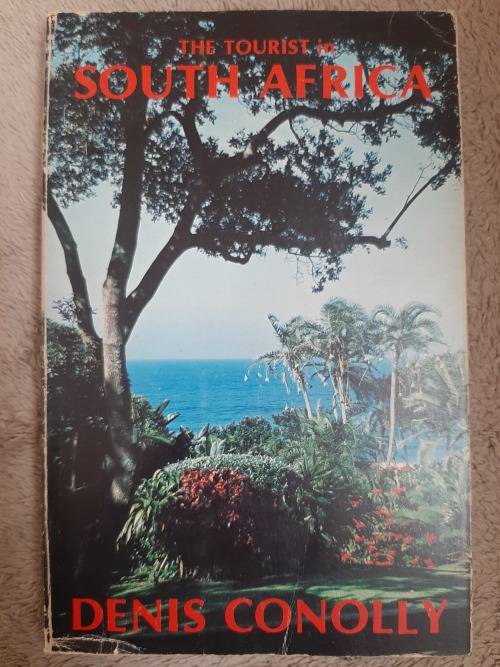 THE TOURIST in
SOUTH AFRICA
DENIS CONOLLY